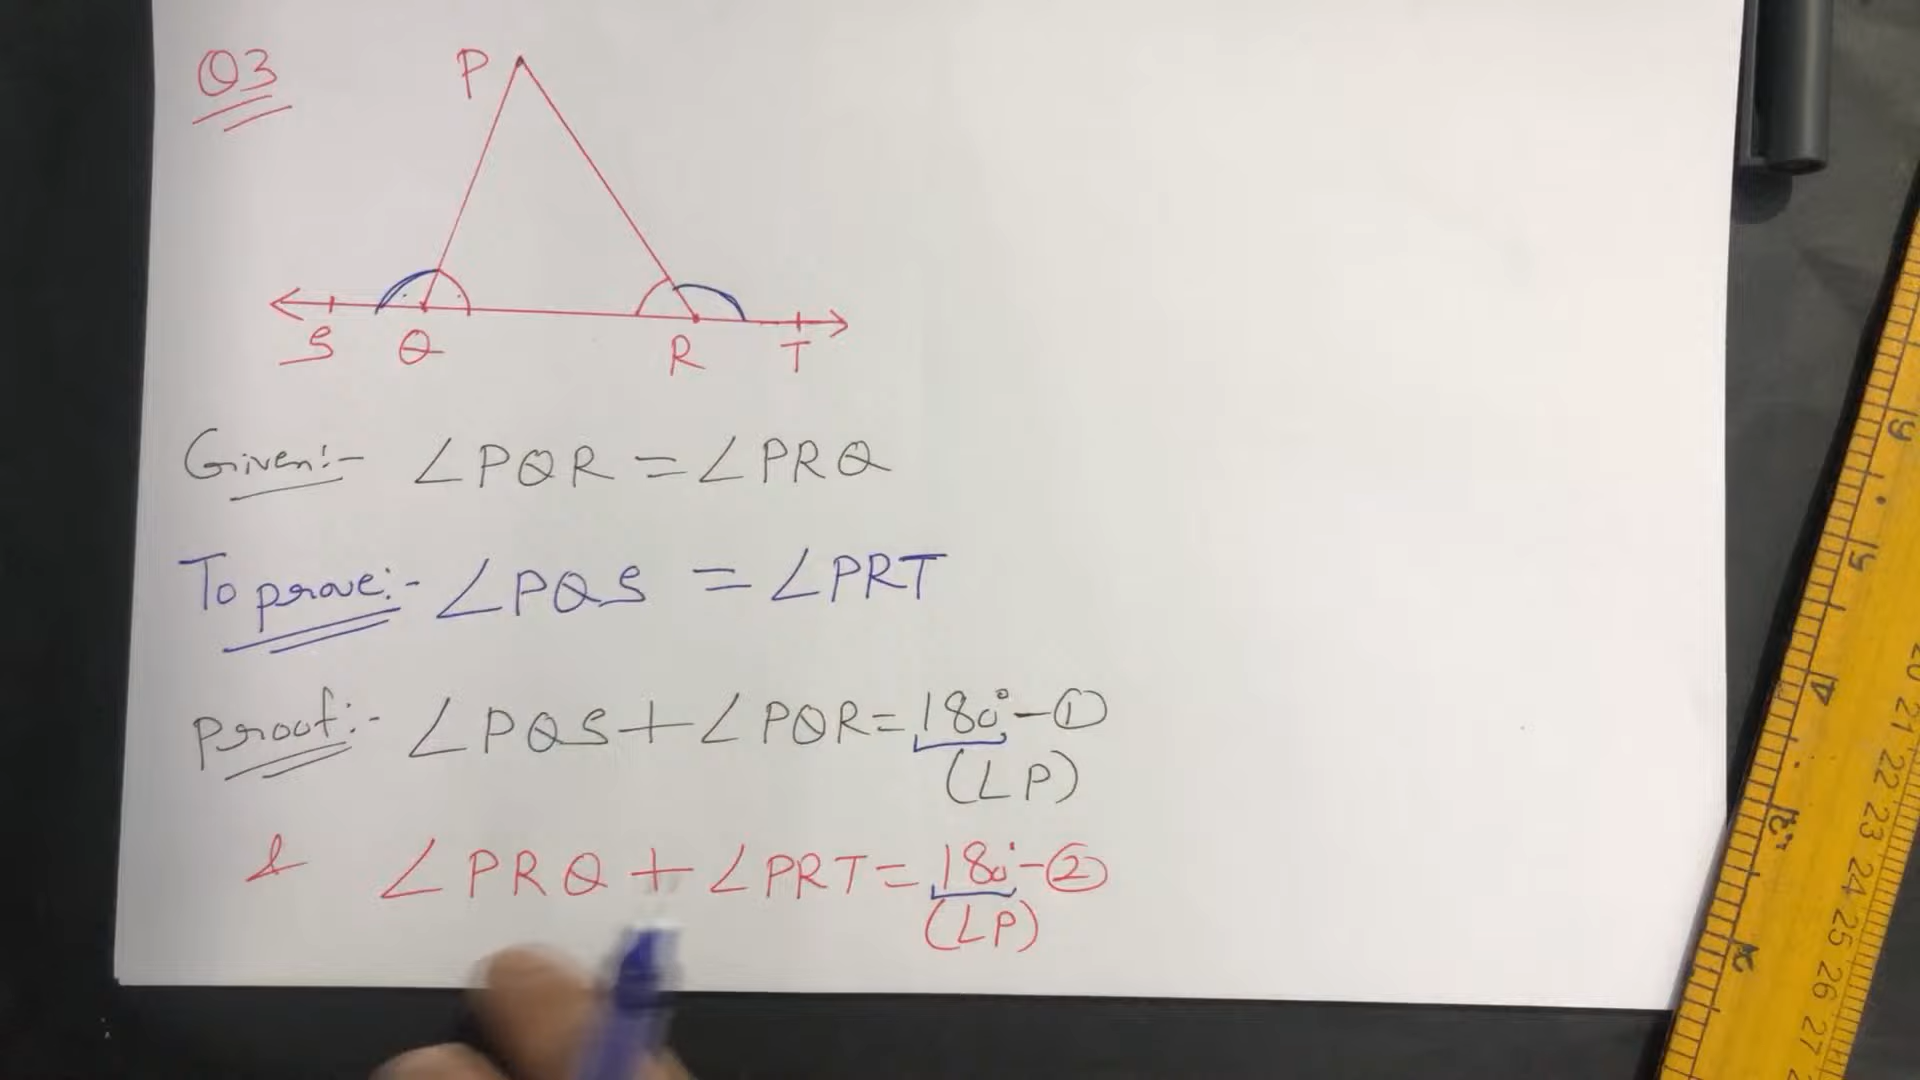 Q3
P
S Q R T
Given:- ∠PQR = ∠PRQ
To prove:- ∠PQS = ∠PRT
Proof:- ∠PQS + ∠PQR = 180° - ①
(LP)
& ∠PRQ + ∠PRT = 180° - ②
(LP)